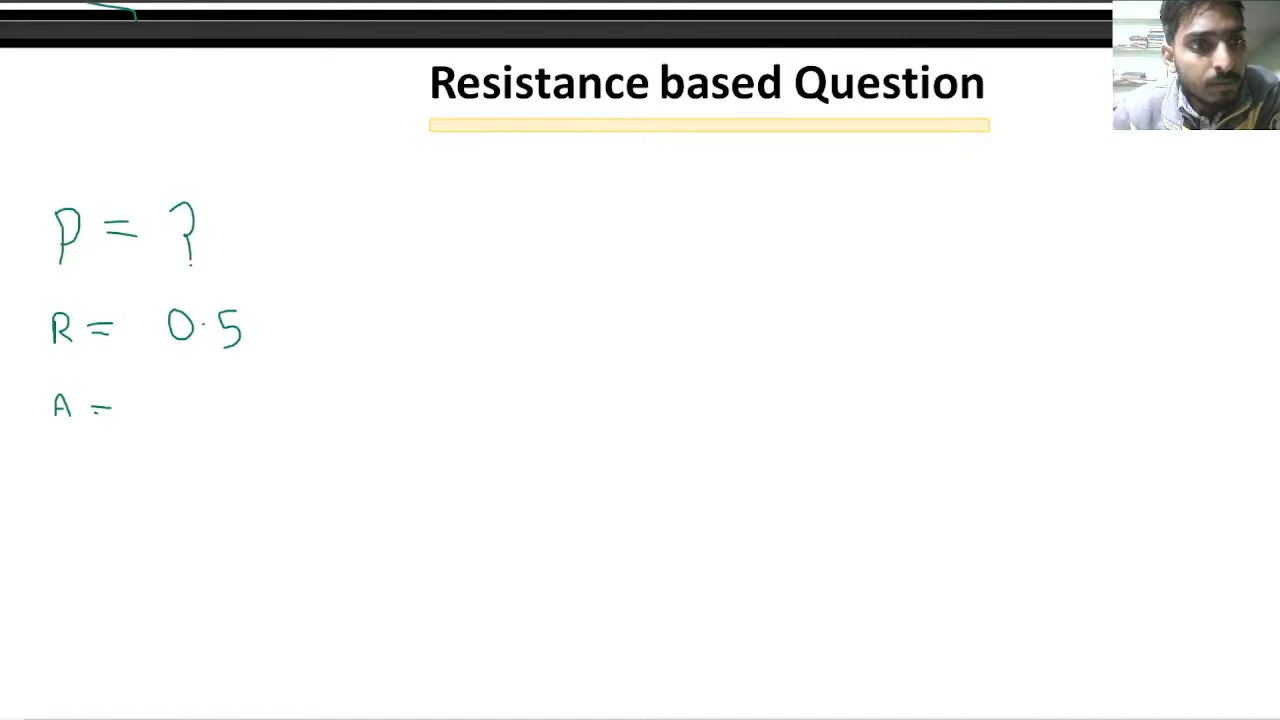 Resistance based Question
P = ?
R = 0.5
A =